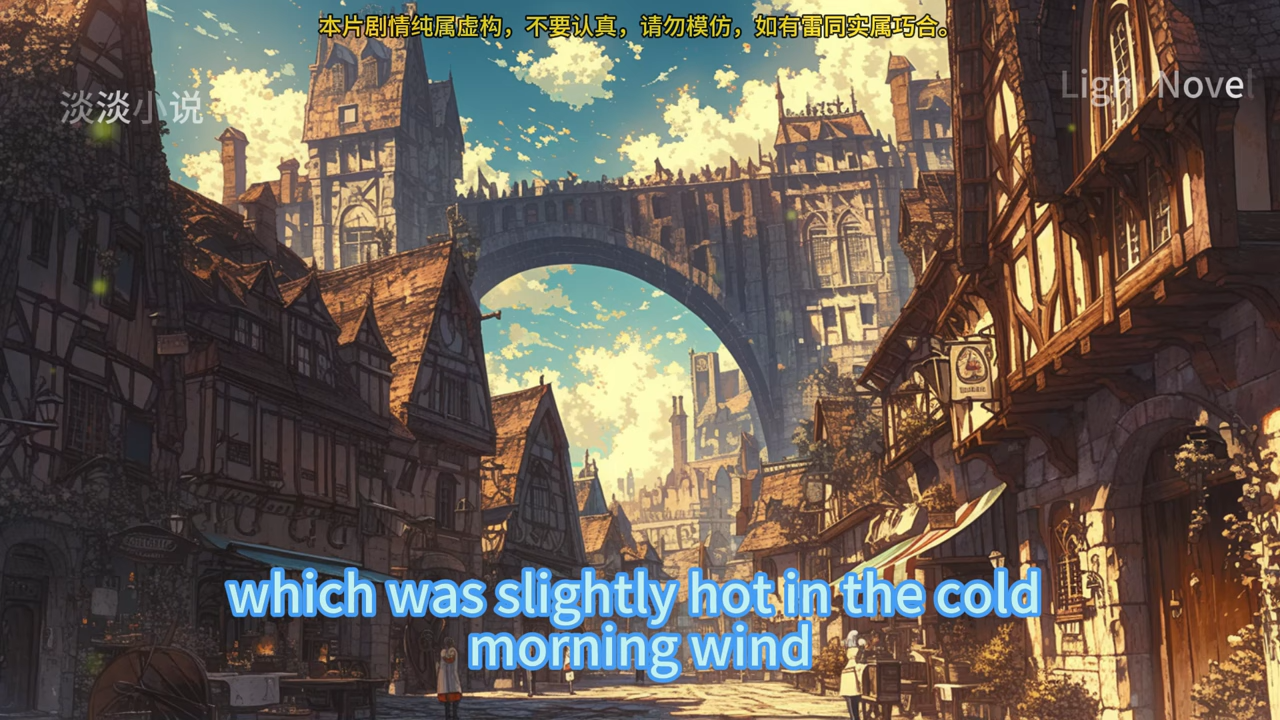 本片剧情纯属虚构，不要认真，请勿模仿，如有雷同实属巧合。
淡淡小说
Light Novel
which was slightly hot in the cold
morning wind